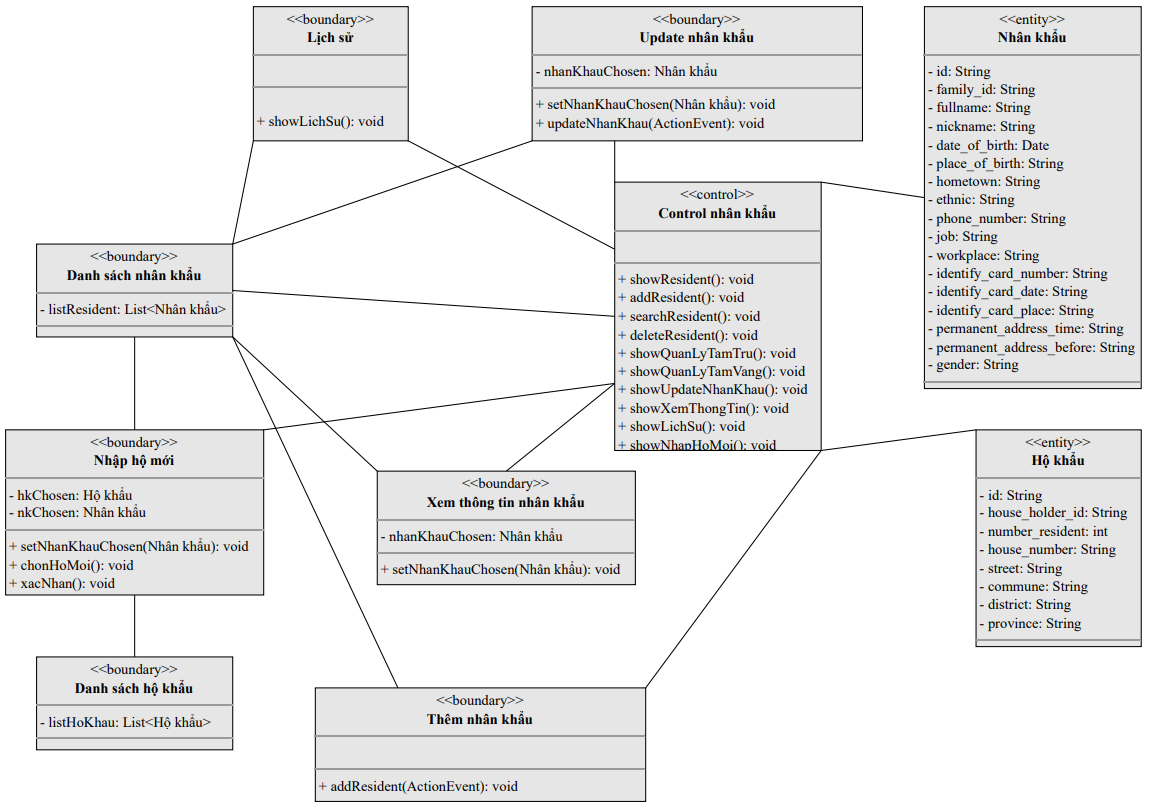 <<boundary>>
Lịch sử
+ showLichSu(): void
<<boundary>>
Update nhân khẩu
- nhanKhauChosen: Nhân khẩu
+ setNhanKhauChosen(Nhân khẩu): void
+ updateNhanKhau(ActionEvent): void
<<entity>>
Nhân khẩu
- id: String
- family_id: String
- fullname: String
- nickname: String
- date_of_birth: Date
- place_of_birth: String
- hometown: String
- ethnic: String
- phone_number: String
- job: String
- workplace: String
- identify_card_number: String
- identify_card_date: String
- identify_card_place: String
- permanent_address_time: String
- permanent_address_before: String
- gender: String
<<control>>
Control nhân khẩu
+ showResident(): void
+ addResident(): void
+ searchResident(): void
+ deleteResident(): void
+ showQuanLyTamTru(): void
+ showQuanLyTamVang(): void
+ showUpdateNhanKhau(): void
+ showXemThongTin(): void
+ showLichSu(): void
+ showNhapHoMoi(): void
<<boundary>>
Danh sách nhân khẩu
- listResident: List<Nhân khẩu>
<<boundary>>
Nhập hộ mới
- hkChosen: Hộ khẩu
- nkChosen: Nhân khẩu
+ setNhanKhauChosen(Nhân khẩu): void
+ chonHoMoi(): void
+ xacNhan(): void
<<boundary>>
Xem thông tin nhân khẩu
- nhanKhauChosen: Nhân khẩu
+ setNhanKhauChosen(Nhân khẩu): void
<<entity>>
Hộ khẩu
- id: String
- house_holder_id: String
- number_resident: int
- house_number: String
- street: String
- commune: String
- district: String
- province: String
<<boundary>>
Danh sách hộ khẩu
- listHoKhau: List<Hộ khẩu>
<<boundary>>
Thêm nhân khẩu
+ addResident(ActionEvent): void